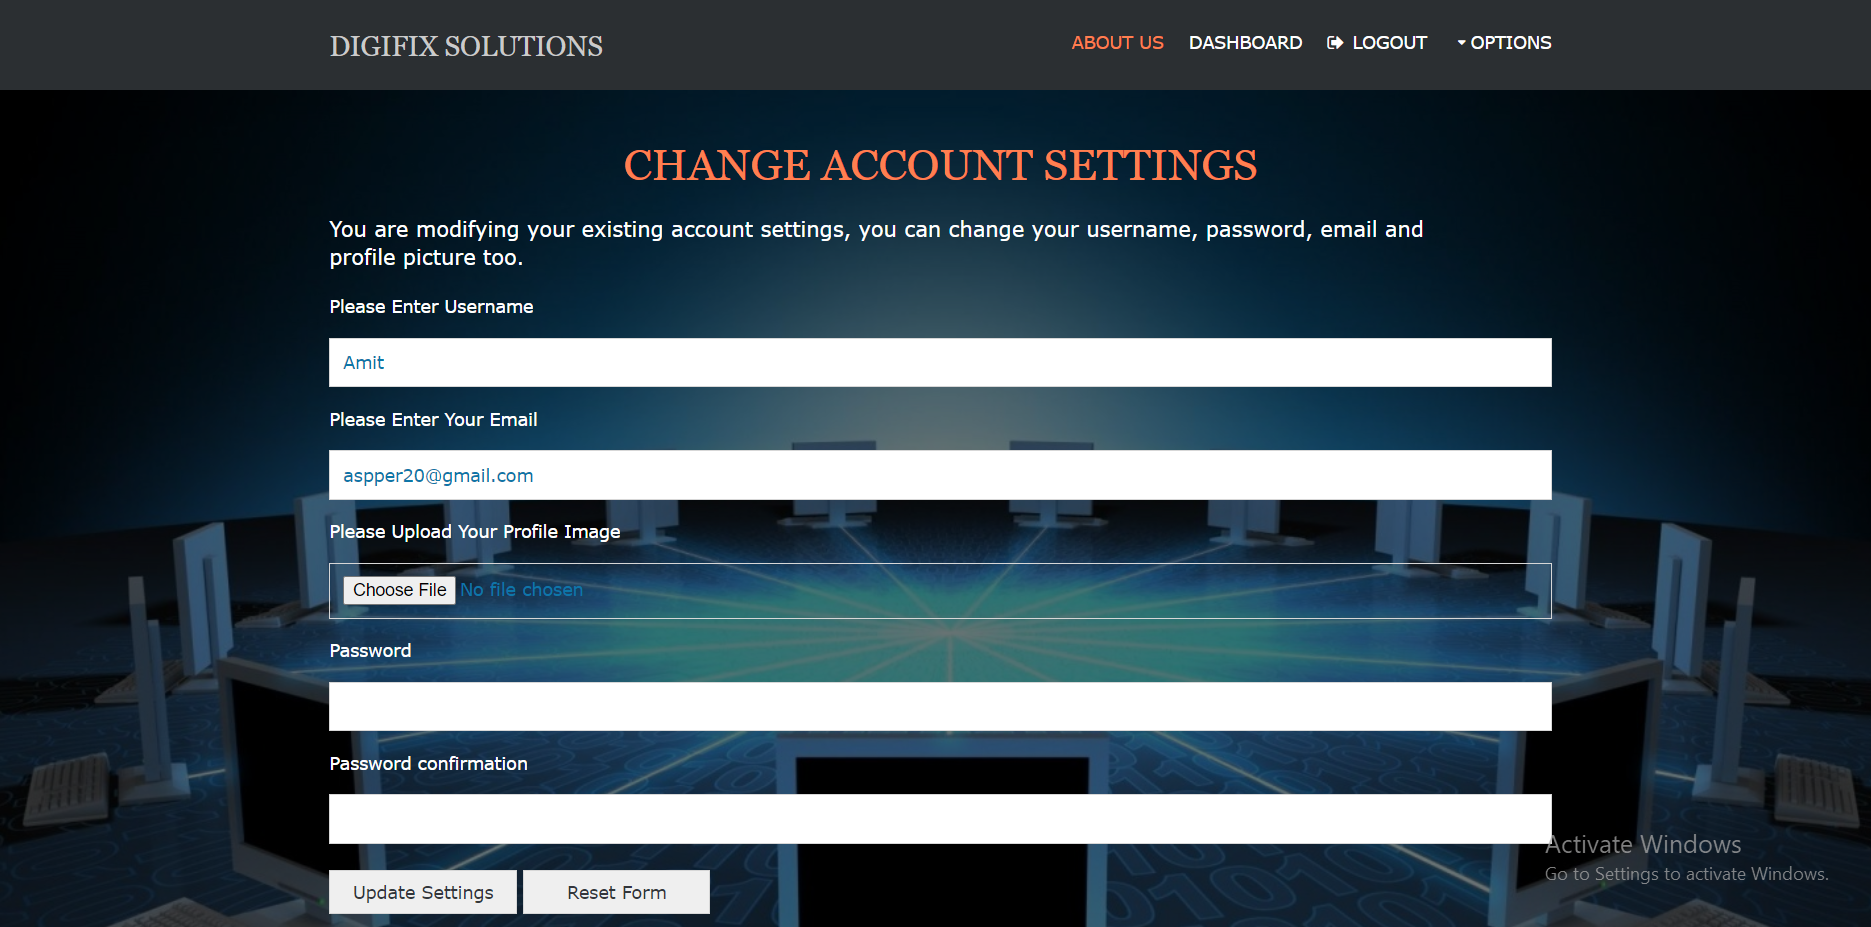 DIGIFIX SOLUTIONS
ABOUT US DASHBOARD LOGOUT OPTIONS
CHANGE ACCOUNT SETTINGS
You are modifying your existing account settings, you can change your username, password, email and
profile picture too.
Please Enter Username
Amit
Please Enter Your Email
aspper20@gmail.com
Please Upload Your Profile Image
Choose File No file chosen
Password
Password confirmation
Activate Windows
Go to Settings to activate Windows.
Update Settings Reset Form